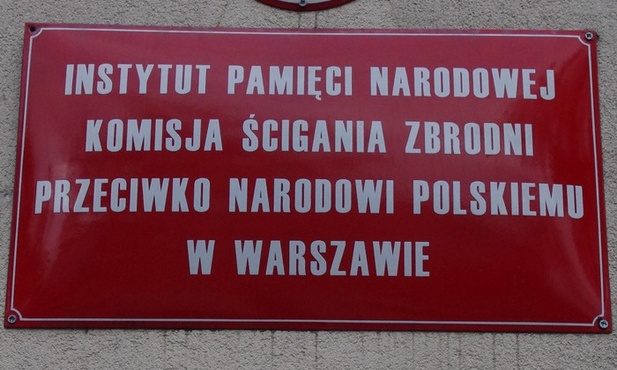 INSTYTUT PAMIĘCI NARODOWEJ
KOMISJA ŚCIGANIA ZBRODNI
PRZECIWKO NARODOWI POLSKIEMU
W WARSZAWIE